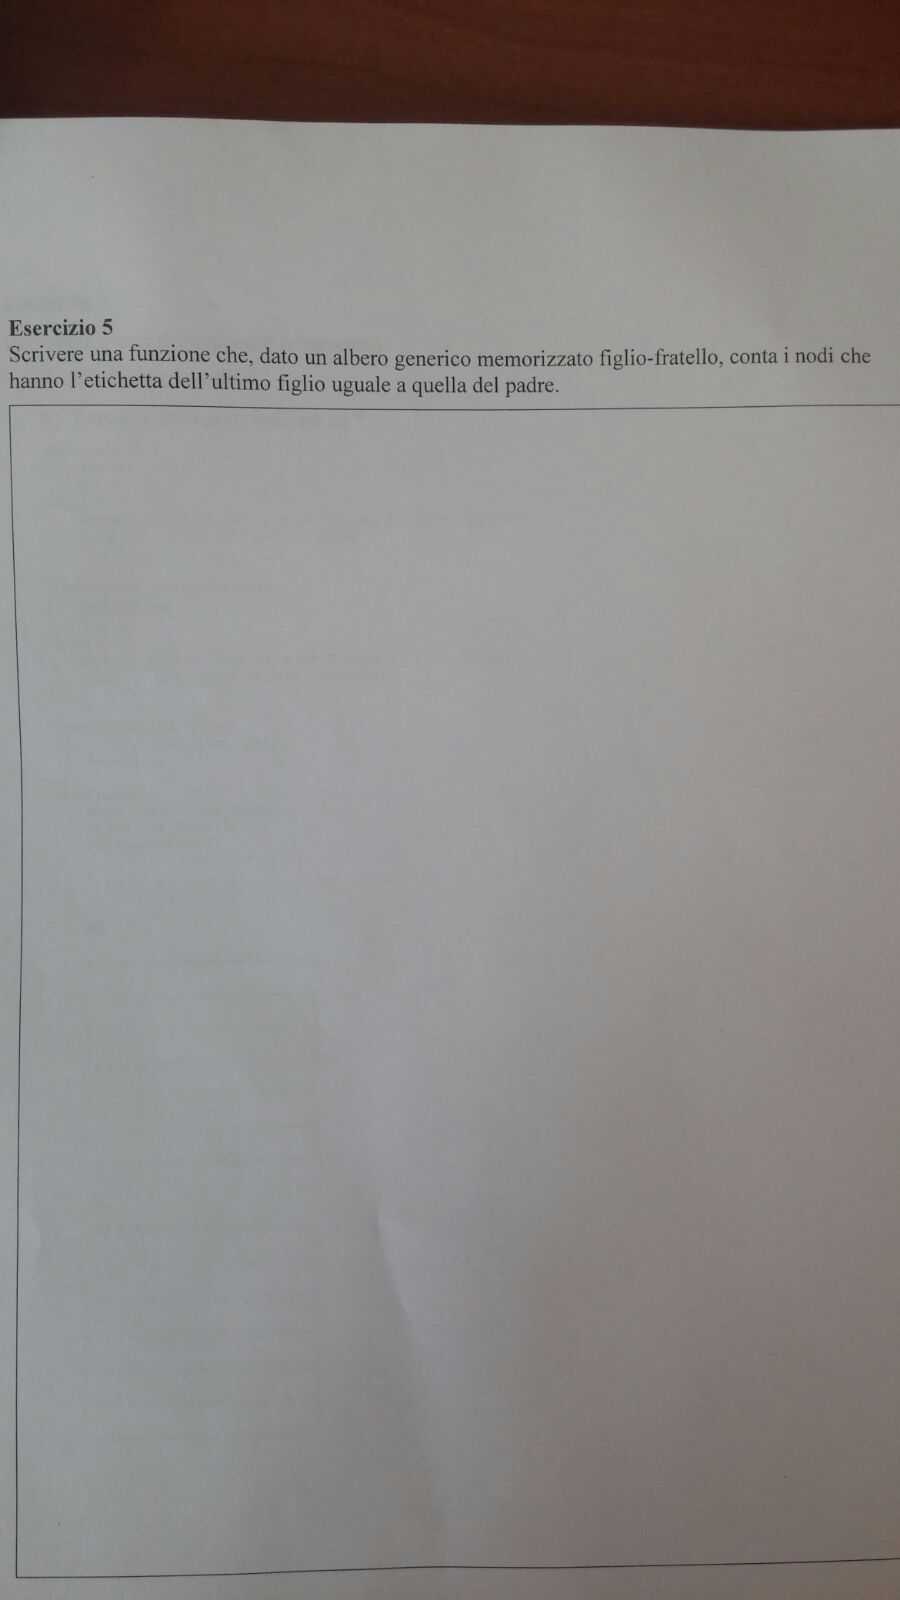 Esercizio 5
Scrivere una funzione che, dato un albero generico memorizzato figlio-fratello, conta i nodi che
hanno l'etichetta dell'ultimo figlio uguale a quella del padre.